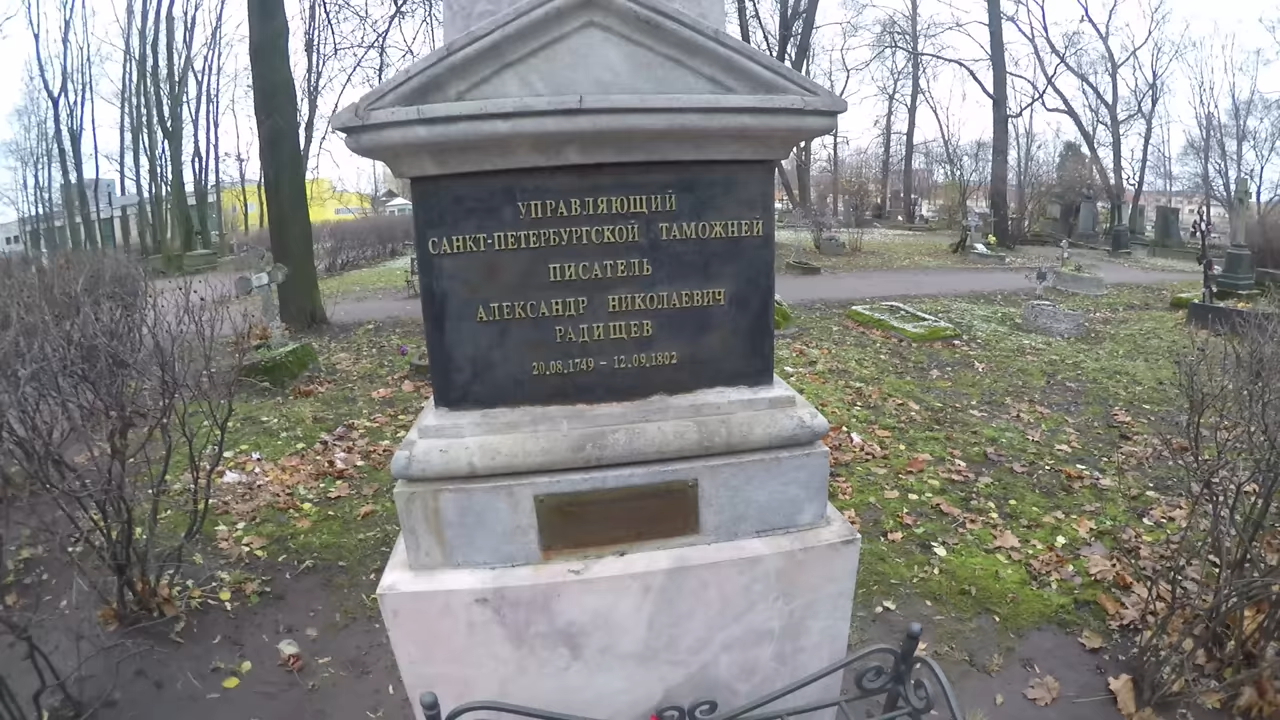 УПРАВЛЯЮЩИЙ
САНКТ-ПЕТЕРБУРГСКОЙ ТАМОЖНЕЙ
ПИСАТЕЛЬ
АЛЕКСАНДР НИКОЛАЕВИЧ
РАДИЩЕВ
20.08.1749 – 12.09.1802